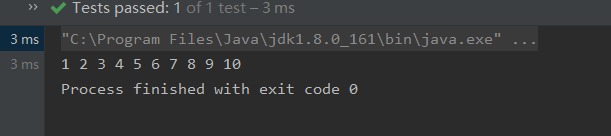 ›› ✔ Tests passed: 1 of 1 test – 3 ms
3 ms "C:\Program Files\Java\jdk1.8.0_161\bin\java.exe" ...
3 ms 1 2 3 4 5 6 7 8 9 10
Process finished with exit code 0